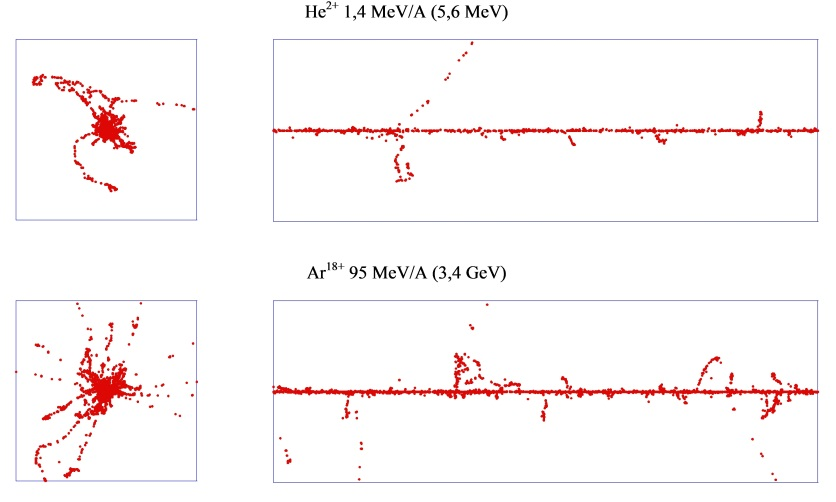 He²⁺ 1,4 MeV/A (5,6 MeV)
Ar¹⁸⁺ 95 MeV/A (3,4 GeV)